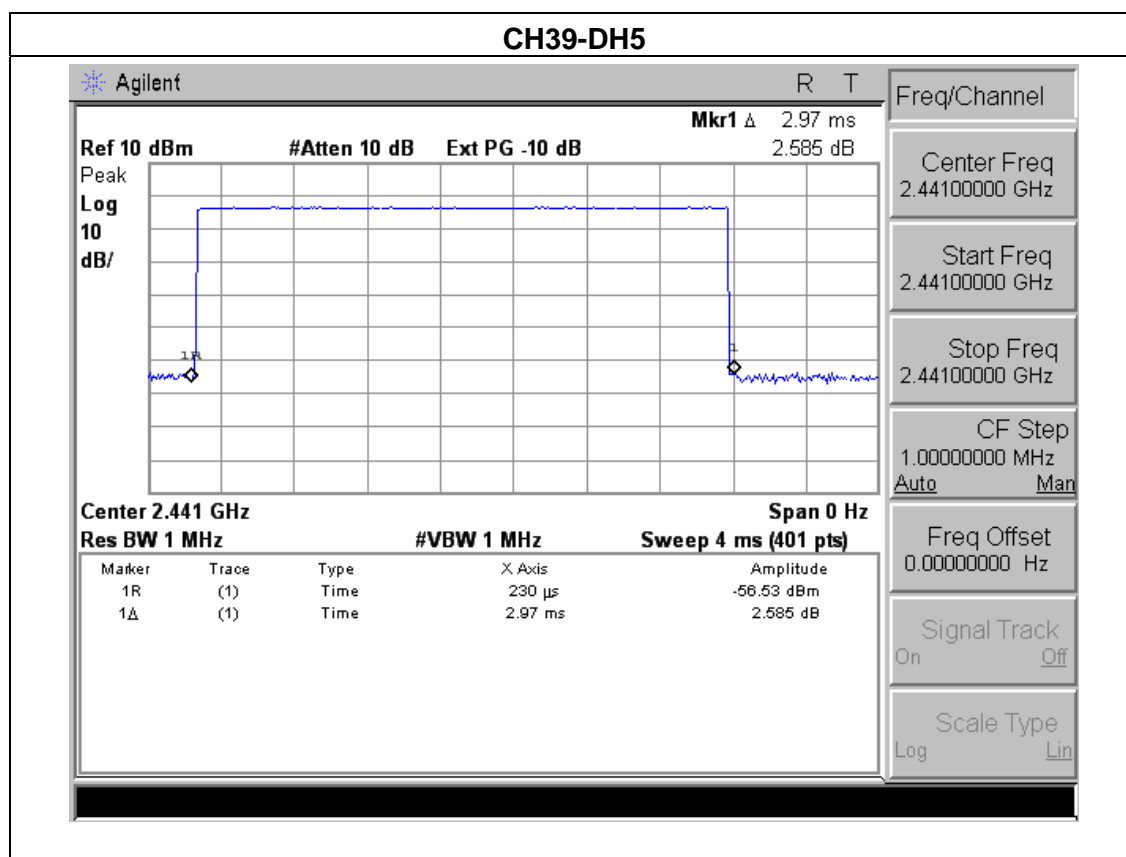 CH39-DH5
Agilent R T
Mkr1 Δ 2.97 ms
Ref 10 dBm #Atten 10 dB Ext PG -10 dB 2.585 dB
Peak
Log
10
dB/
1R
1
Center 2.441 GHz Span 0 Hz
Res BW 1 MHz #VBW 1 MHz Sweep 4 ms (401 pts)
Marker Trace Type X Axis Amplitude
1R (1) Time 230 µs -56.53 dBm
1Δ (1) Time 2.97 ms 2.585 dB
Freq/Channel
Center Freq
2.44100000 GHz
Start Freq
2.44100000 GHz
Stop Freq
2.44100000 GHz
CF Step
1.00000000 MHz
Auto Man
Freq Offset
0.00000000 Hz
Signal Track
On Off
Scale Type
Log Lin